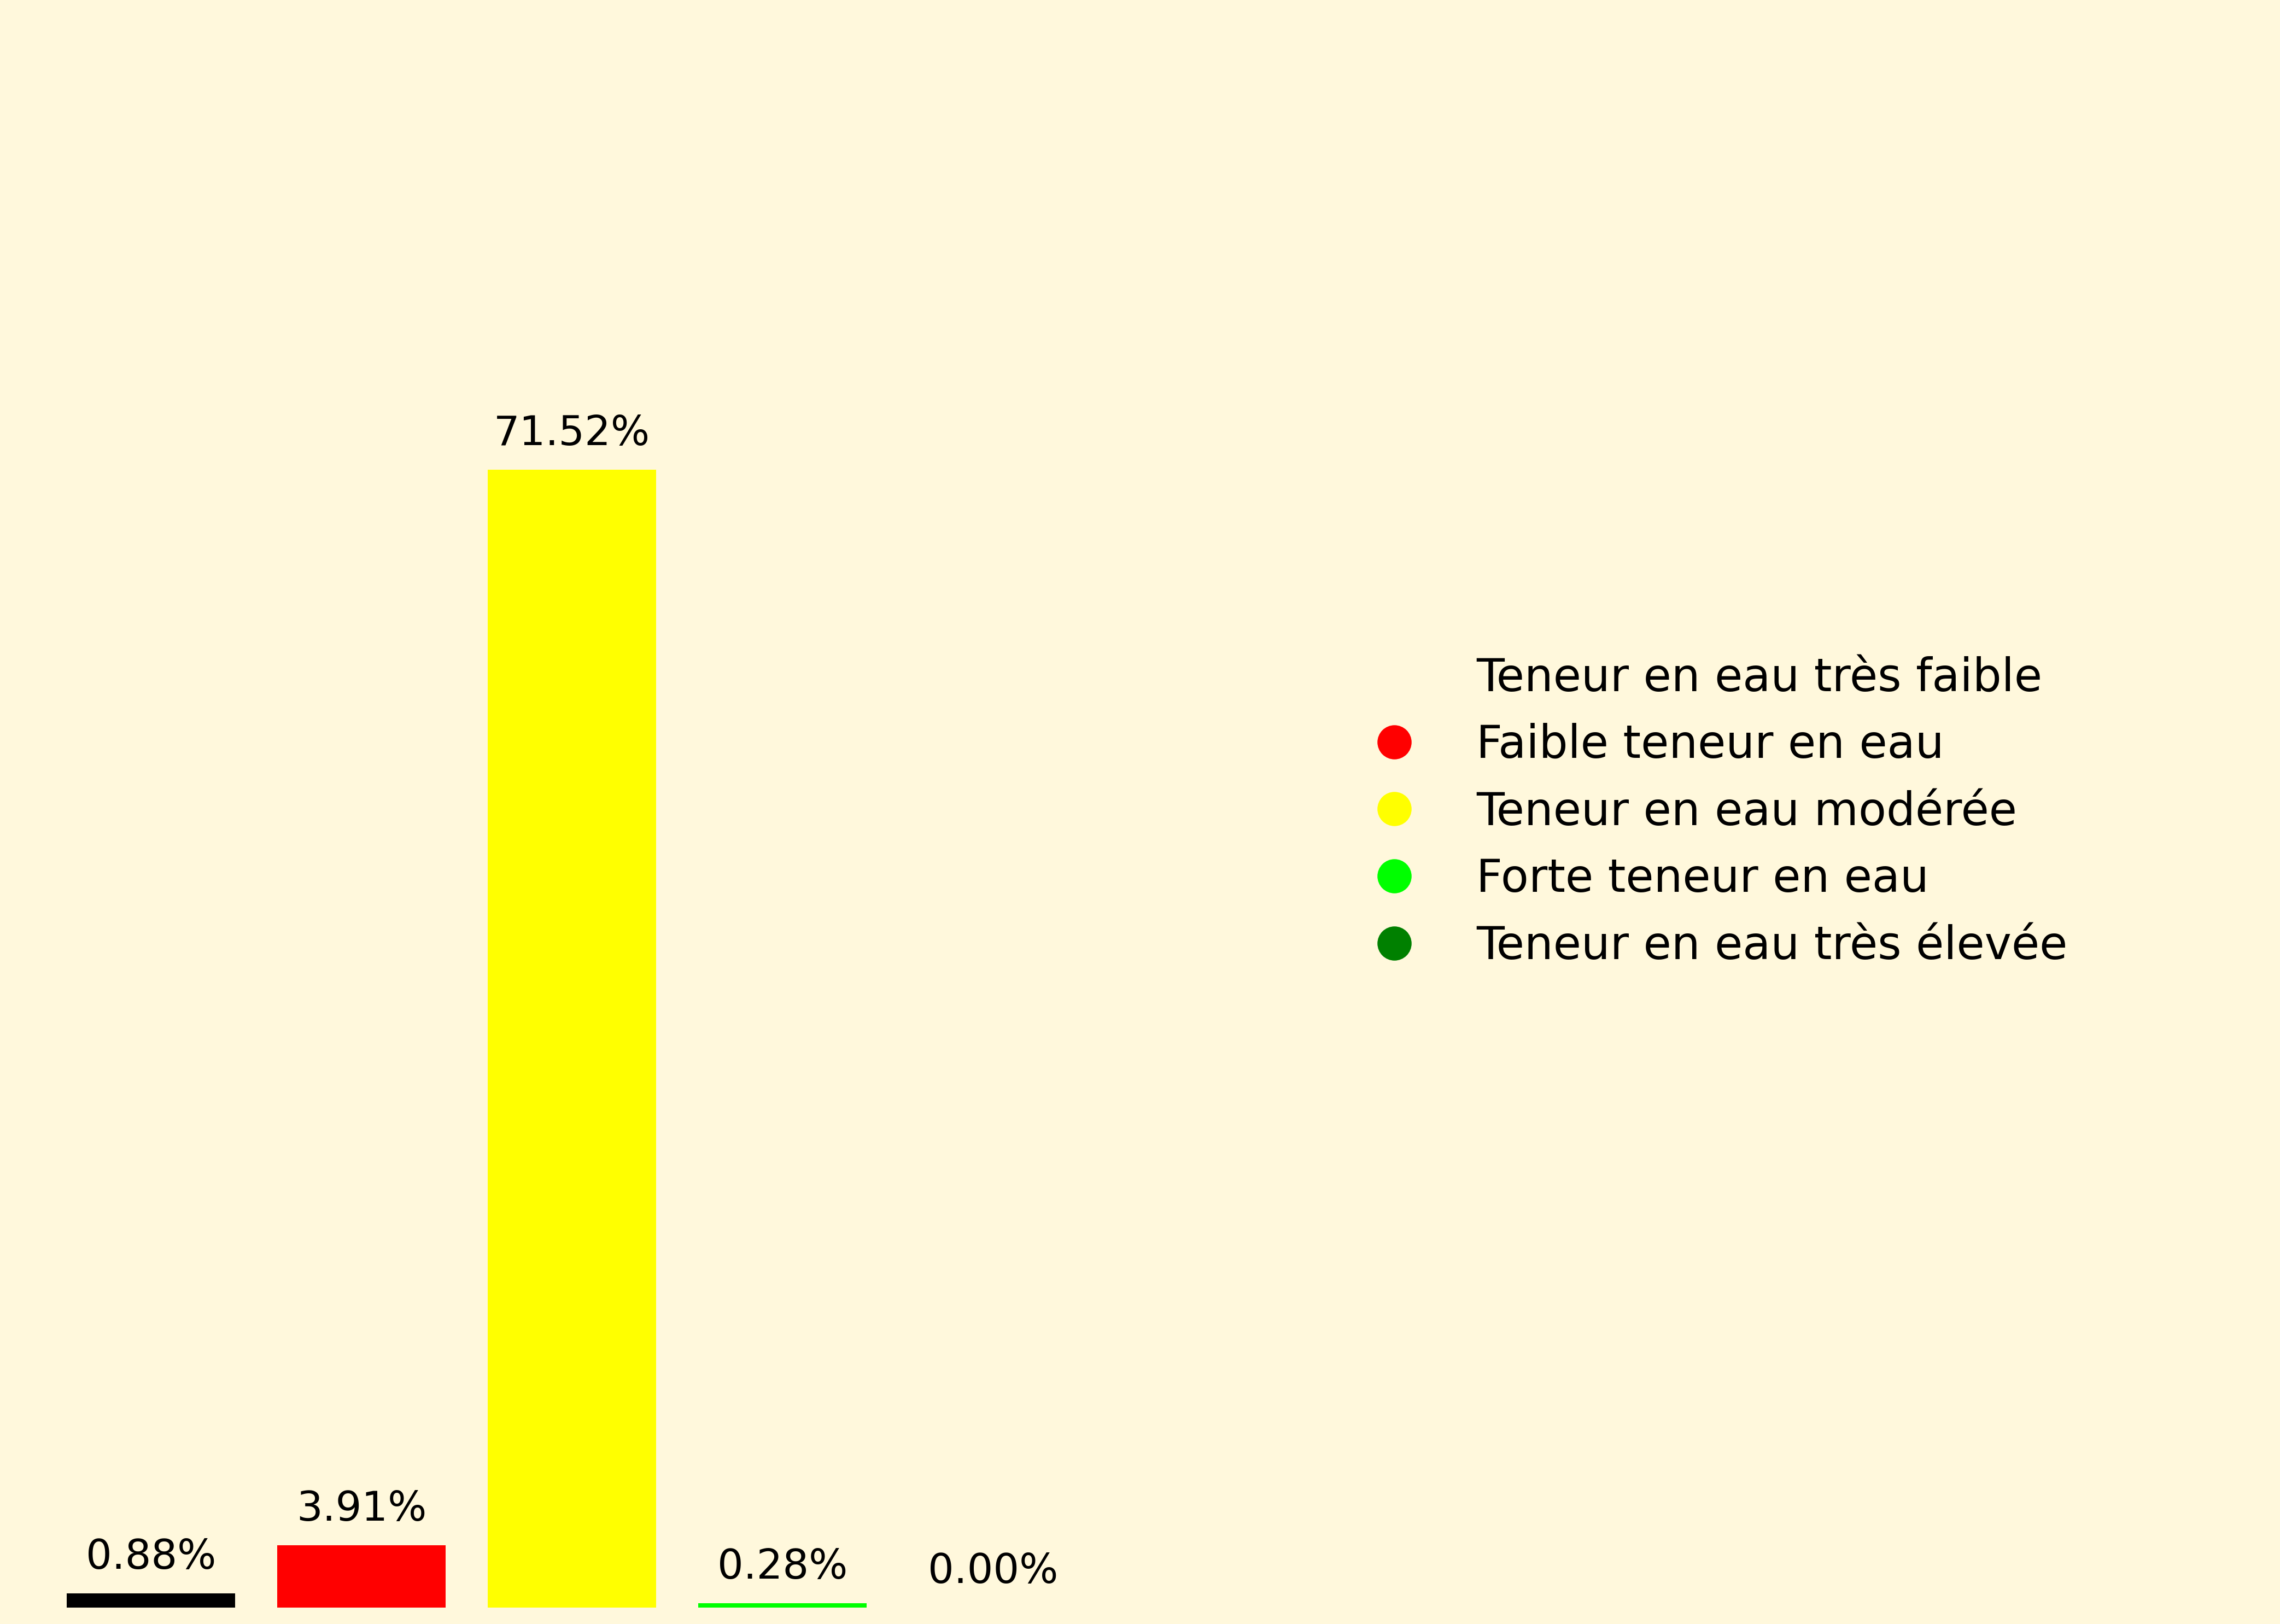 71.52%
3.91%
0.88%
0.28%
0.00%
Teneur en eau très faible
Faible teneur en eau
Teneur en eau modérée
Forte teneur en eau
Teneur en eau très élevée